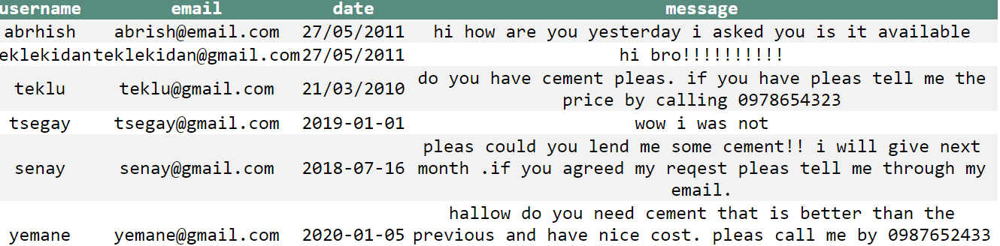 username email date message
abrhish abrish@email.com 27/05/2011 hi how are you yesterday i asked you is it available
eklekidan teklekidan@gmail.com 27/05/2011 hi bro!!!!!!!!!!
do you have cement pleas. if you have pleas tell me the
teklu teklu@gmail.com 21/03/2010
price by calling 0978654323
tsegay tsegay@gmail.com 2019-01-01 wow i was not
pleas could you lend me some cement!! i will give next
senay senay@gmail.com 2018-07-16 month .if you agreed my reqest pleas tell me through my
email.
hallow do you need cement that is better than the
yemane yemane@gmail.com 2020-01-05 previous and have nice cost. pleas call me by 0987652433